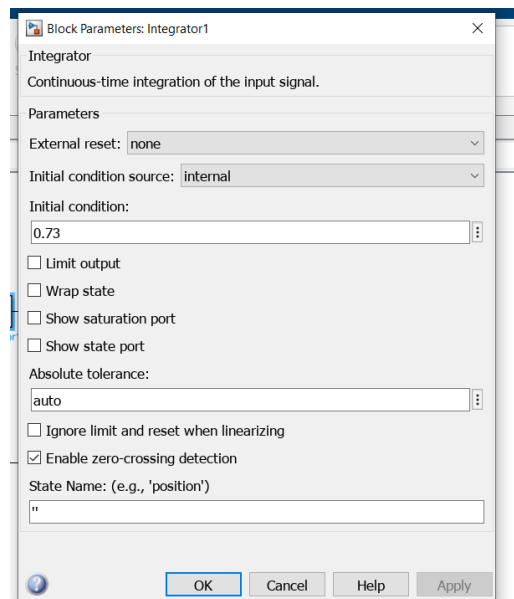 Block Parameters: Integrator1
Integrator
Continuous-time integration of the input signal.
Parameters
External reset: none
Initial condition source: internal
Initial condition:
0.73
Limit output
Wrap state
Show saturation port
Show state port
Absolute tolerance:
auto
Ignore limit and reset when linearizing
Enable zero-crossing detection
State Name: (e.g., 'position')
''
OK Cancel Help Apply